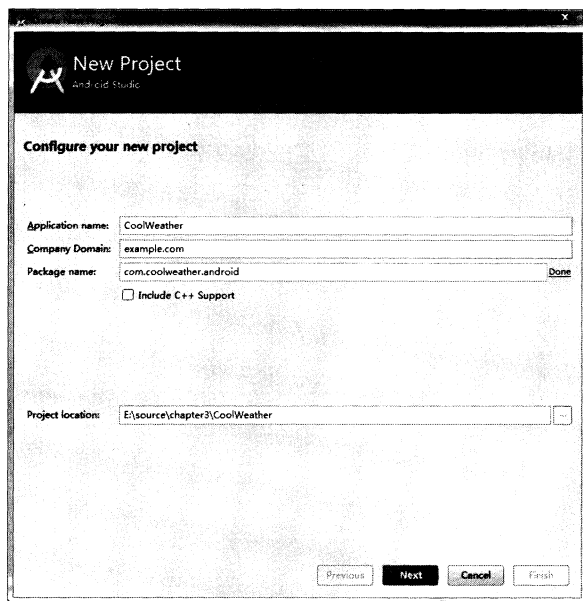 New Project
Android Studio
Configure your new project
Application name: CoolWeather
Company Domain: example.com
Package name: com.coolweather.android Done
Include C++ Support
Project location: E:\source\chapter3\CoolWeather ...
Previous Next Cancel Finish